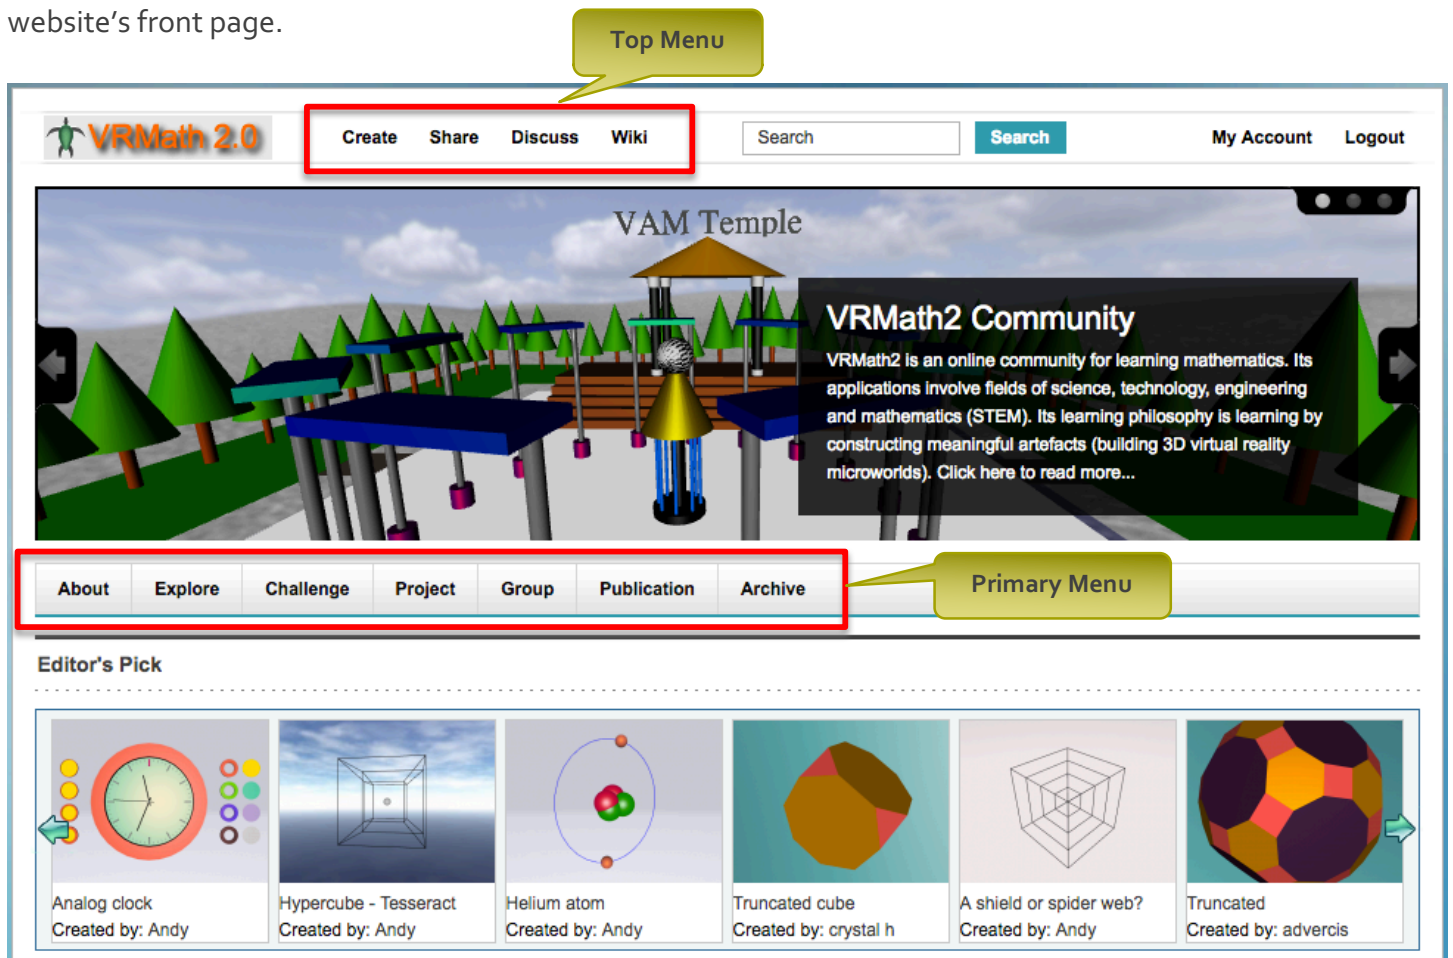 website’s front page.
Top Menu
VRMath 2.0
Create Share Discuss Wiki
Search
Search
My Account Logout
VAM Temple
VRMath2 Community
VRMath2 is an online community for learning mathematics. Its
applications involve fields of science, technology, engineering
and mathematics (STEM). Its learning philosophy is learning by
constructing meaningful artefacts (building 3D virtual reality
microworlds). Click here to read more...
About Explore Challenge Project Group Publication Archive
Primary Menu
Editor's Pick
Analog clock
Created by: Andy
Hypercube - Tesseract
Created by: Andy
Helium atom
Created by: Andy
Truncated cube
Created by: crystal h
A shield or spider web?
Created by: Andy
Truncated
Created by: advercis